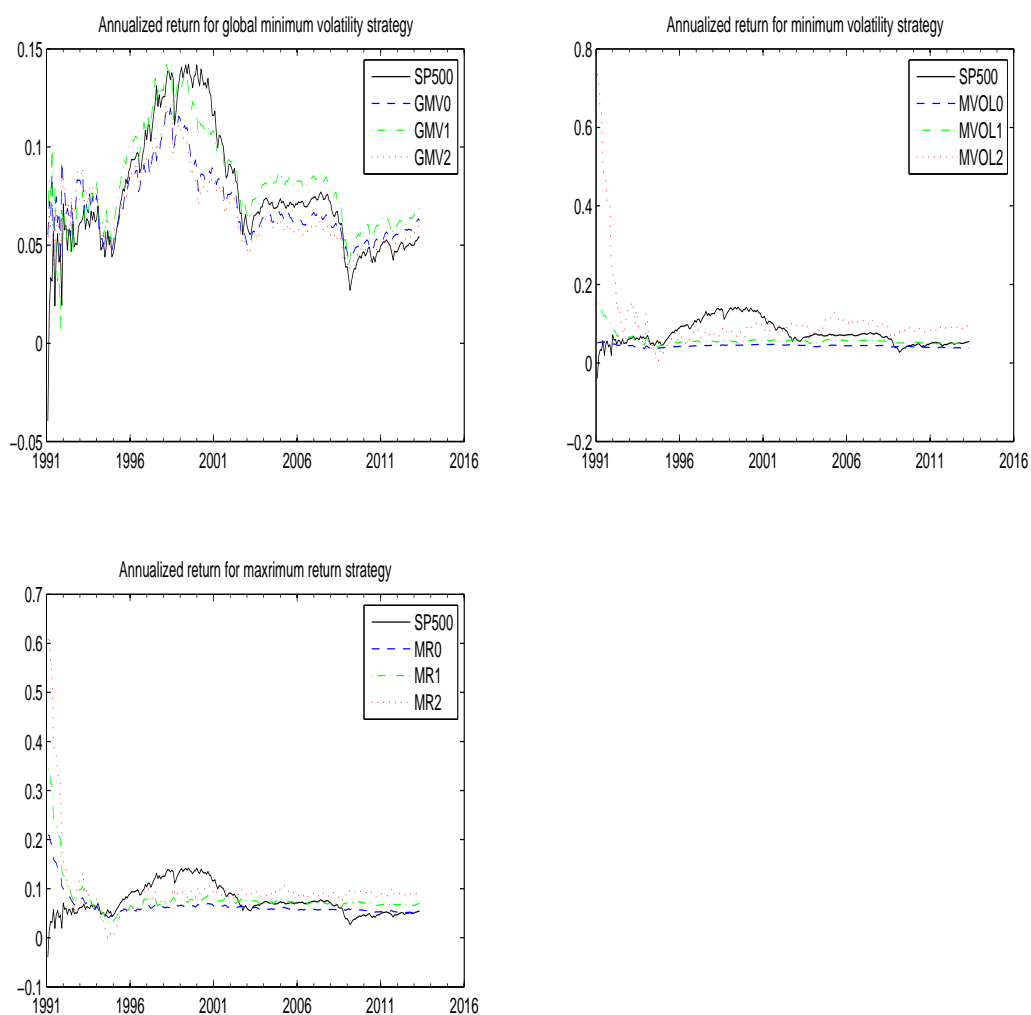 Annualized return for global minimum volatility strategy
0.15
0.1
0.05
0
−0.05
1991 1996 2001 2006 2011 2016
SP500
GMV0
GMV1
GMV2
Annualized return for minimum volatility strategy
0.8
0.6
0.4
0.2
0
−0.2
1991 1996 2001 2006 2011 2016
SP500
MVOL0
MVOL1
MVOL2
Annualized return for maxrimum return strategy
0.7
0.6
0.5
0.4
0.3
0.2
0.1
0
−0.1
1991 1996 2001 2006 2011 2016
SP500
MR0
MR1
MR2